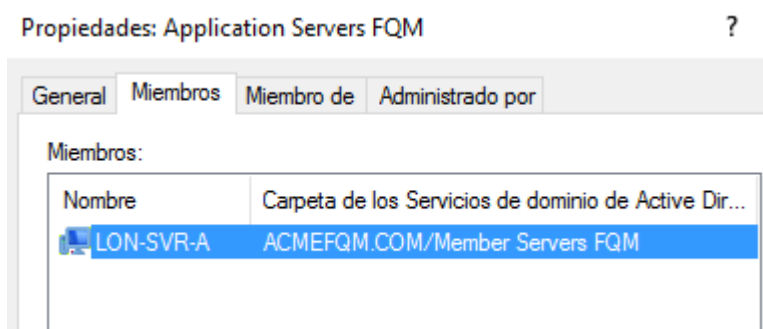 Propiedades: Application Servers FQM ?
General Miembros Miembro de Administrado por
Miembros:
Nombre Carpeta de los Servicios de dominio de Active Dir...
LON-SVR-A ACMEFQM.COM/Member Servers FQM